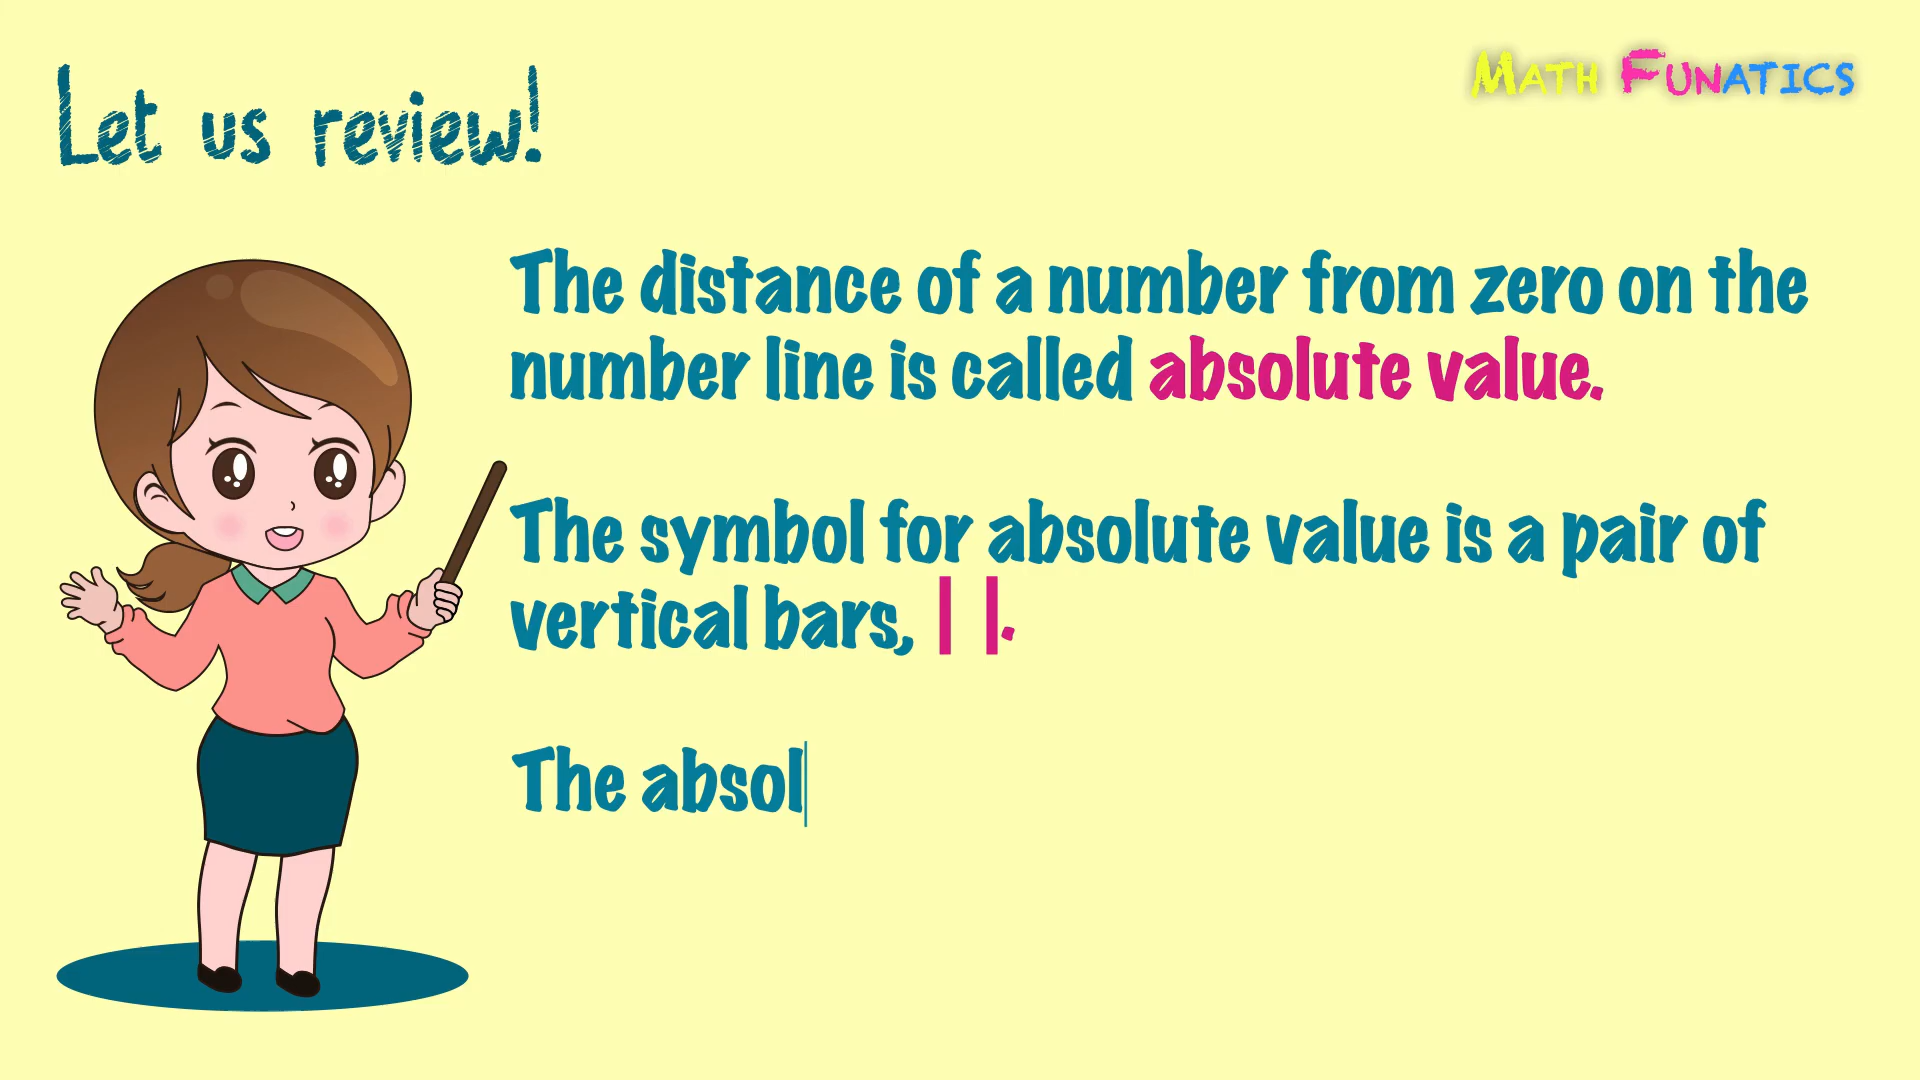 Let us review!
MATH FUNATICS
The distance of a number from zero on the
number line is called absolute value.
The symbol for absolute value is a pair of
vertical bars, | |.
The absol